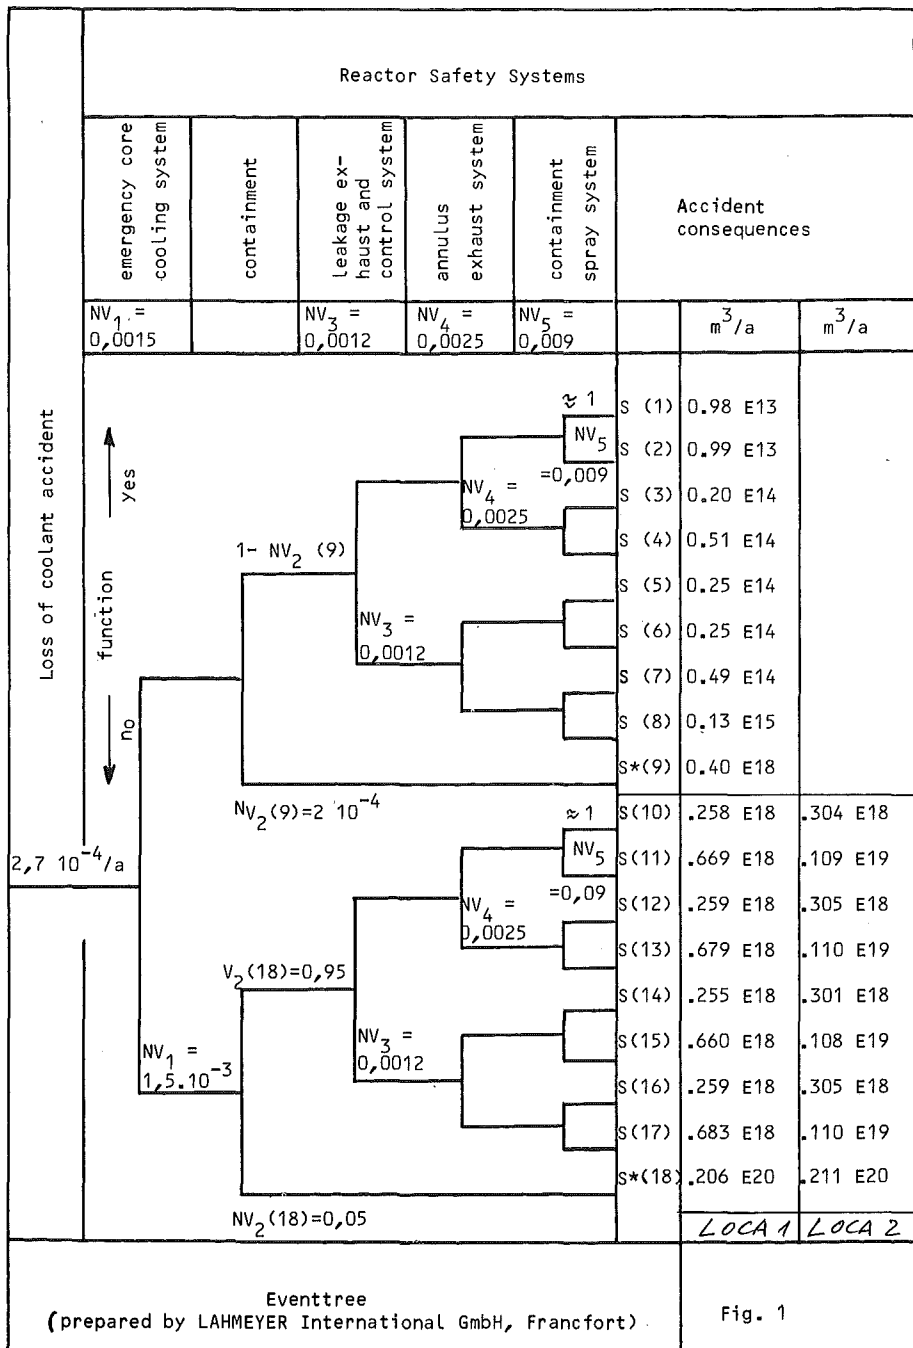 Reactor Safety Systems
Loss of coolant accident
emergency core
cooling system
containment
leakage ex-
haust and
control system
annulus
exhaust system
containment
spray system
Accident
consequences
NV1 =
0,0015
NV3 =
0,0012
NV4 =
0,0025
NV5 =
0,009
m³/a
m³/a
function
yes
no
≈ 1
NV5
=0,009
NV4 =
0,0025
1- NV2 (9)
NV3 =
0,0012
NV2(9)=2 10⁻⁴
2,7 10⁻⁴/a
≈ 1
NV5
=0,09
NV4 =
0,0025
V2(18)=0,95
NV3 =
0,0012
NV1 =
1,5.10⁻³
NV2(18)=0,05
S (1) 0.98 E13
S (2) 0.99 E13
S (3) 0.20 E14
S (4) 0.51 E14
S (5) 0.25 E14
S (6) 0.25 E14
S (7) 0.49 E14
S (8) 0.13 E15
S*(9) 0.40 E18
S(10) .258 E18 .304 E18
S(11) .669 E18 .109 E19
S(12) .259 E18 .305 E18
S(13) .679 E18 .110 E19
S(14) .255 E18 .301 E18
S(15) .660 E18 .108 E19
S(16) .259 E18 .305 E18
S(17) .683 E18 .110 E19
S*(18) .206 E20 .211 E20
LOCA 1 LOCA 2
Eventtree
(prepared by LAHMEYER International GmbH, Francfort)
Fig. 1